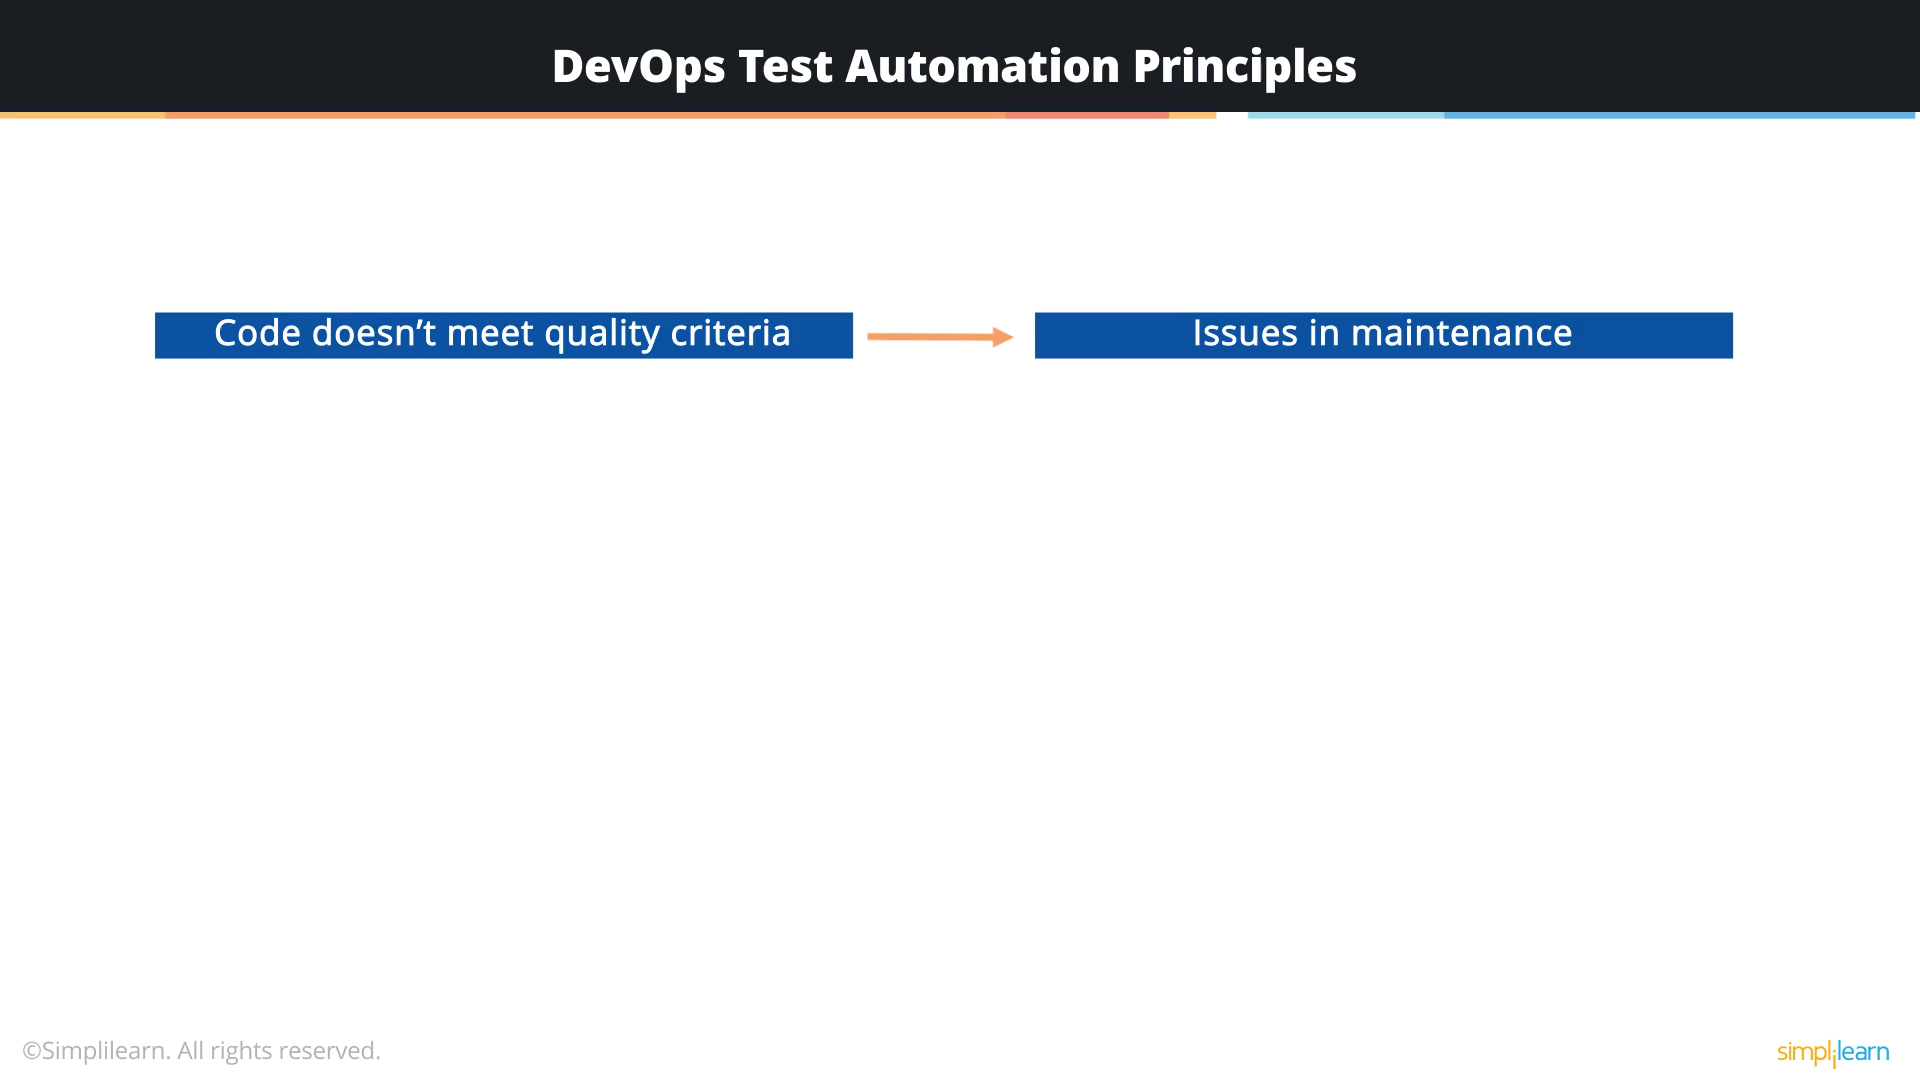 DevOps Test Automation Principles
Code doesn’t meet quality criteria
Issues in maintenance
©Simplilearn. All rights reserved.
simplilearn